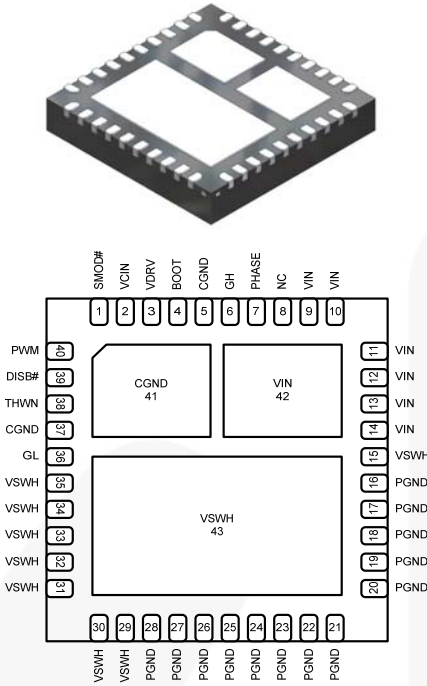 SMOD#
VCIN
VDRV
BOOT
CGND
GH
PHASE
NC
VIN
VIN
1
2
3
4
5
6
7
8
9
10
PWM
40
DISB#
39
THWN
38
CGND
37
GL
36
VSWH
35
VSWH
34
VSWH
33
VSWH
32
VSWH
31
CGND
41
VIN
42
VSWH
43
11
VIN
12
VIN
13
VIN
14
VIN
15
VSWH
16
PGND
17
PGND
18
PGND
19
PGND
20
PGND
30
29
28
27
26
25
24
23
22
21
VSWH
VSWH
PGND
PGND
PGND
PGND
PGND
PGND
PGND
PGND